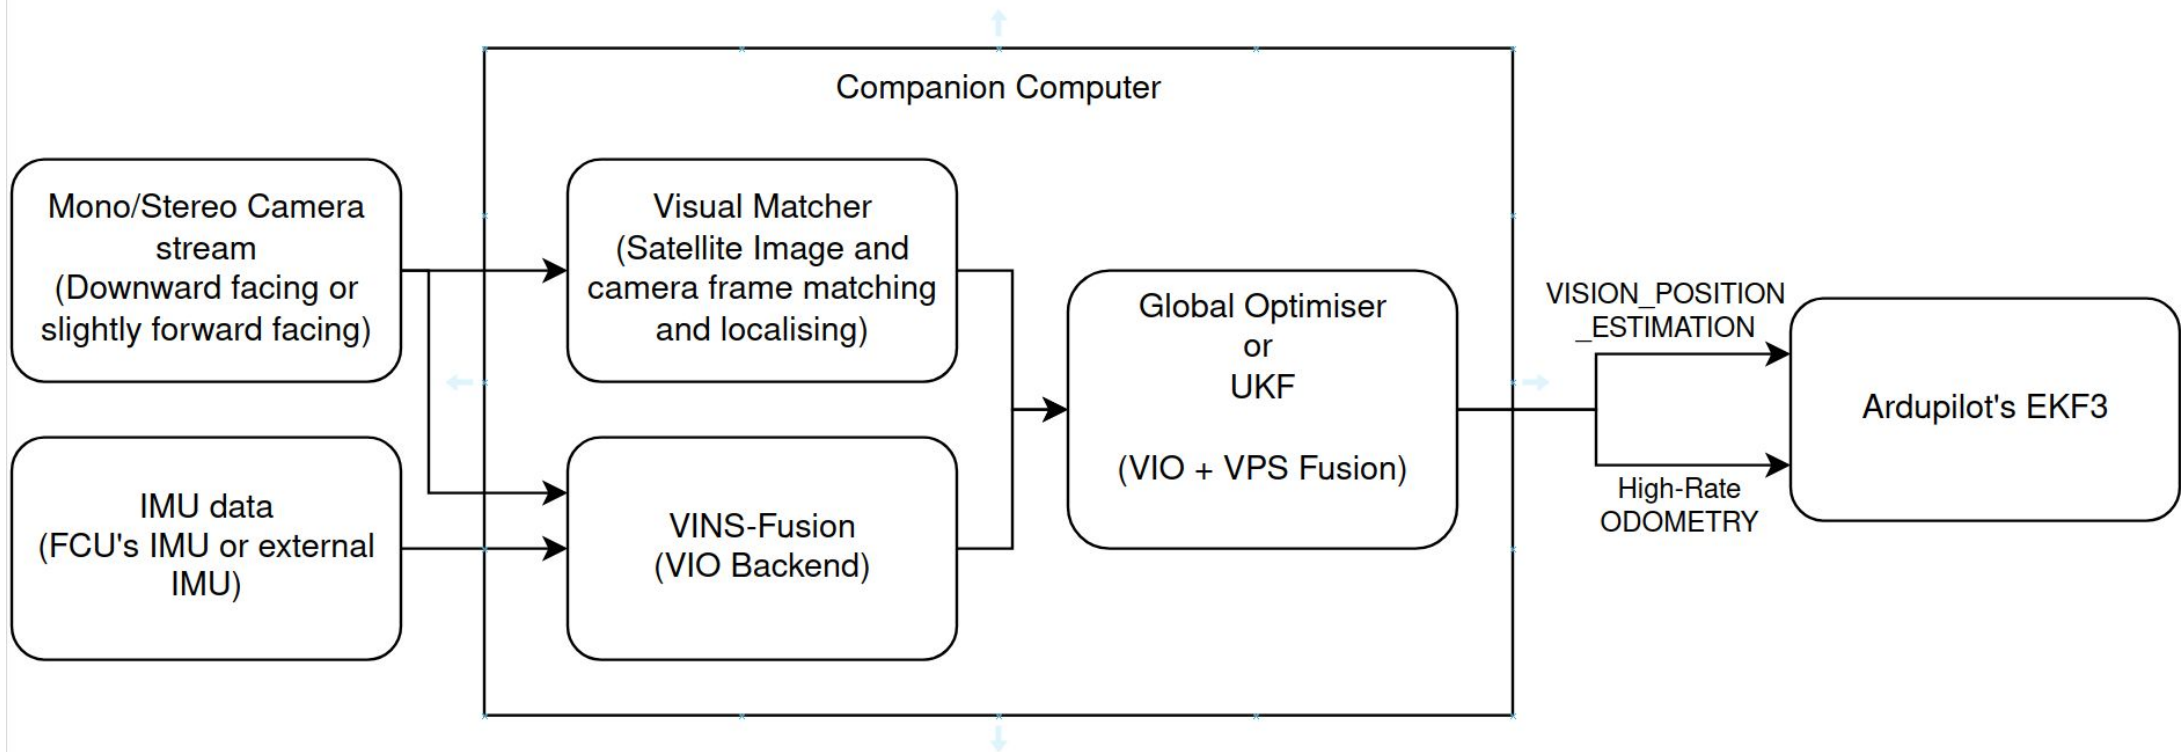 Companion Computer
Mono/Stereo Camera
stream
(Downward facing or
slightly forward facing)
Visual Matcher
(Satellite Image and
camera frame matching
and localising)
IMU data
(FCU's IMU or external
IMU)
VINS-Fusion
(VIO Backend)
Global Optimiser
or
UKF
(VIO + VPS Fusion)
VISION_POSITION
_ESTIMATION
High-Rate
ODOMETRY
Ardupilot's EKF3